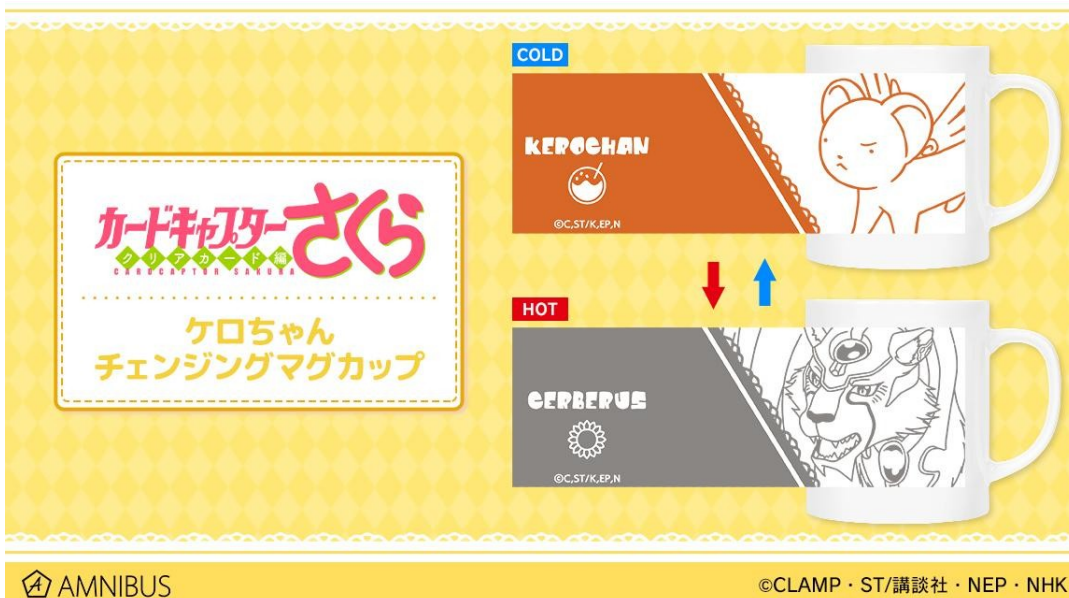 カードキャプターさくら
クリアカード編
CARDCAPTOR SAKURA
ケロちゃん
チェンジングマグカップ
COLD
KEROCHAN
©C,ST/K,EP,N
HOT
CERBERUS
©C,ST/K,EP,N
AMNIBUS
©CLAMP・ST/講談社・NEP・NHK